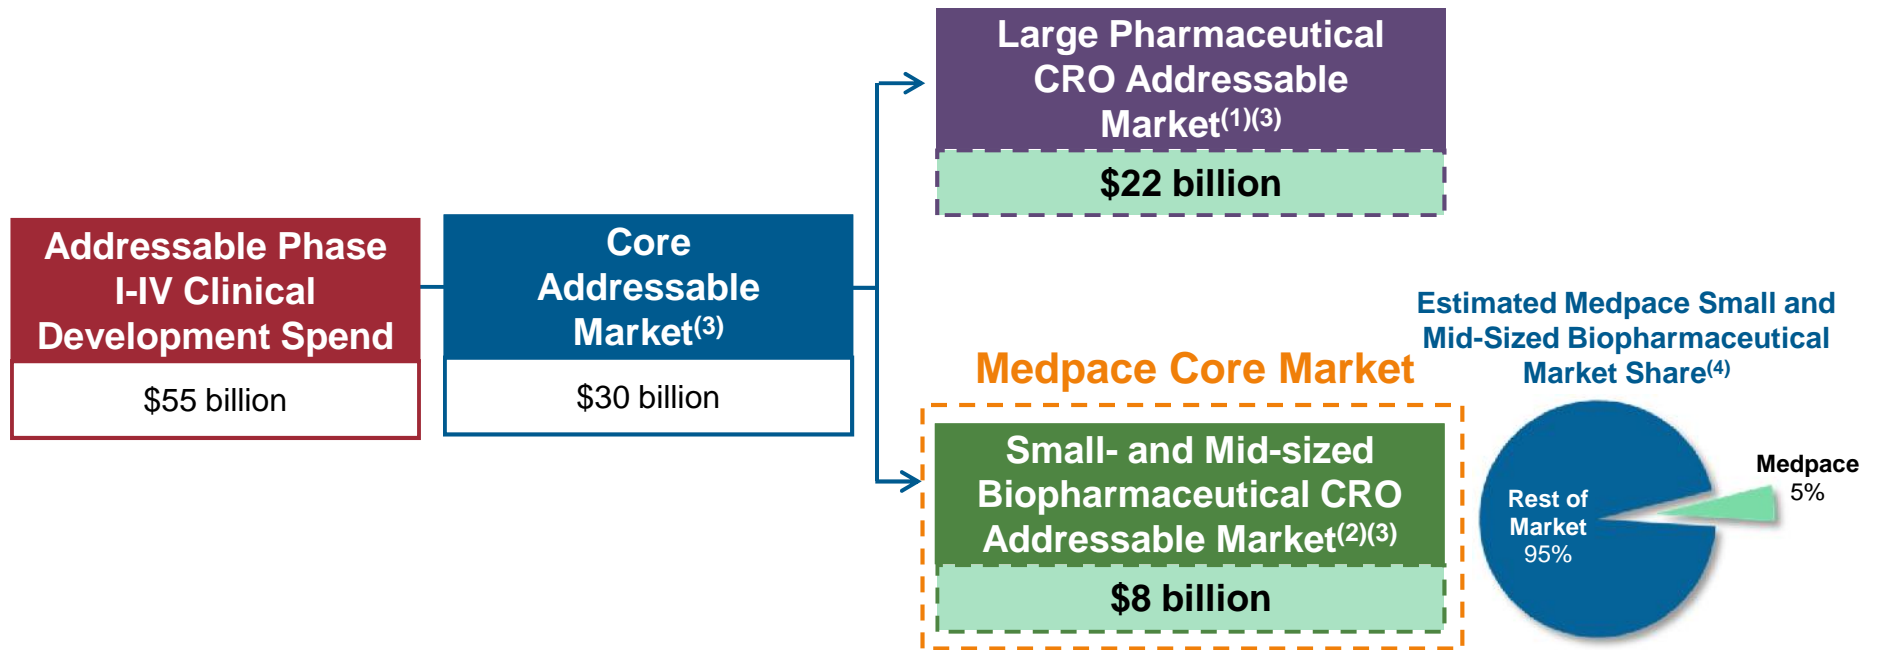 Large Pharmaceutical
CRO Addressable
Market(1)(3)
$22 billion
Addressable Phase
I-IV Clinical
Development Spend
$55 billion
Core
Addressable
Market(3)
$30 billion
Medpace Core Market
Small- and Mid-sized
Biopharmaceutical CRO
Addressable Market(2)(3)
$8 billion
Estimated Medpace Small and
Mid-Sized Biopharmaceutical
Market Share(4)
Medpace
5%
Rest of
Market
95%